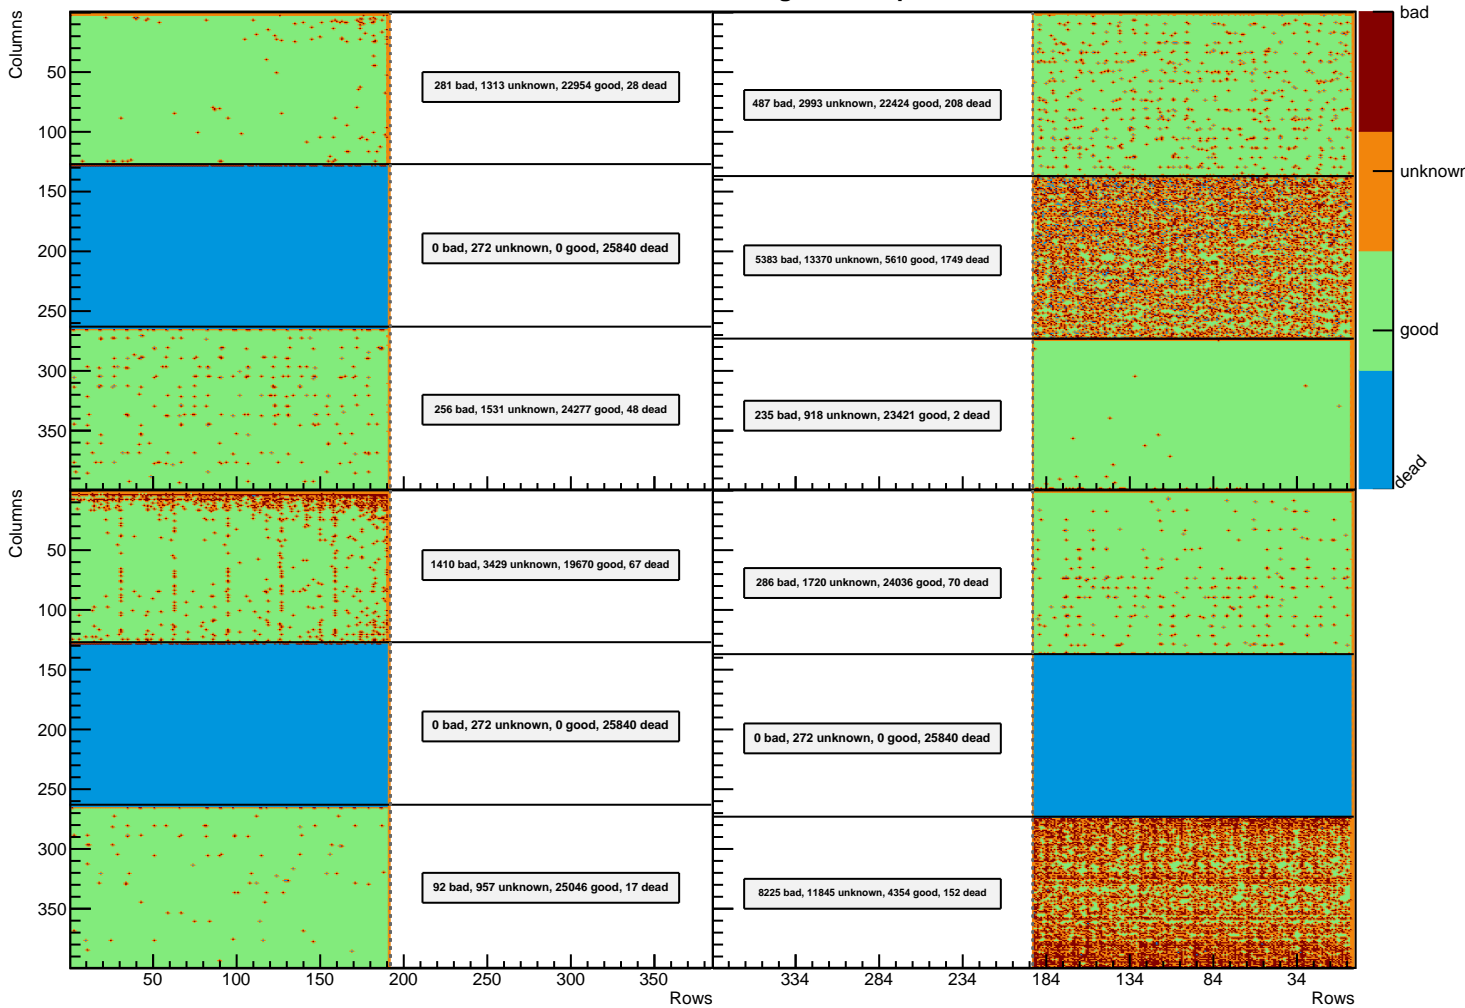 bad
unknown
good
dead
Columns
50
100
150
200
250
300
350
281 bad, 1313 unknown, 22954 good, 28 dead
0 bad, 272 unknown, 0 good, 25840 dead
256 bad, 1531 unknown, 24277 good, 48 dead
487 bad, 2993 unknown, 22424 good, 208 dead
5383 bad, 13370 unknown, 5610 good, 1749 dead
235 bad, 918 unknown, 23421 good, 2 dead
Columns
50
100
150
200
250
300
350
1410 bad, 3429 unknown, 19670 good, 67 dead
0 bad, 272 unknown, 0 good, 25840 dead
92 bad, 957 unknown, 25046 good, 17 dead
286 bad, 1720 unknown, 24036 good, 70 dead
0 bad, 272 unknown, 0 good, 25840 dead
8225 bad, 11845 unknown, 4354 good, 152 dead
50 100 150 200 250 300 350
Rows
334 284 234 184 134 84 34
Rows